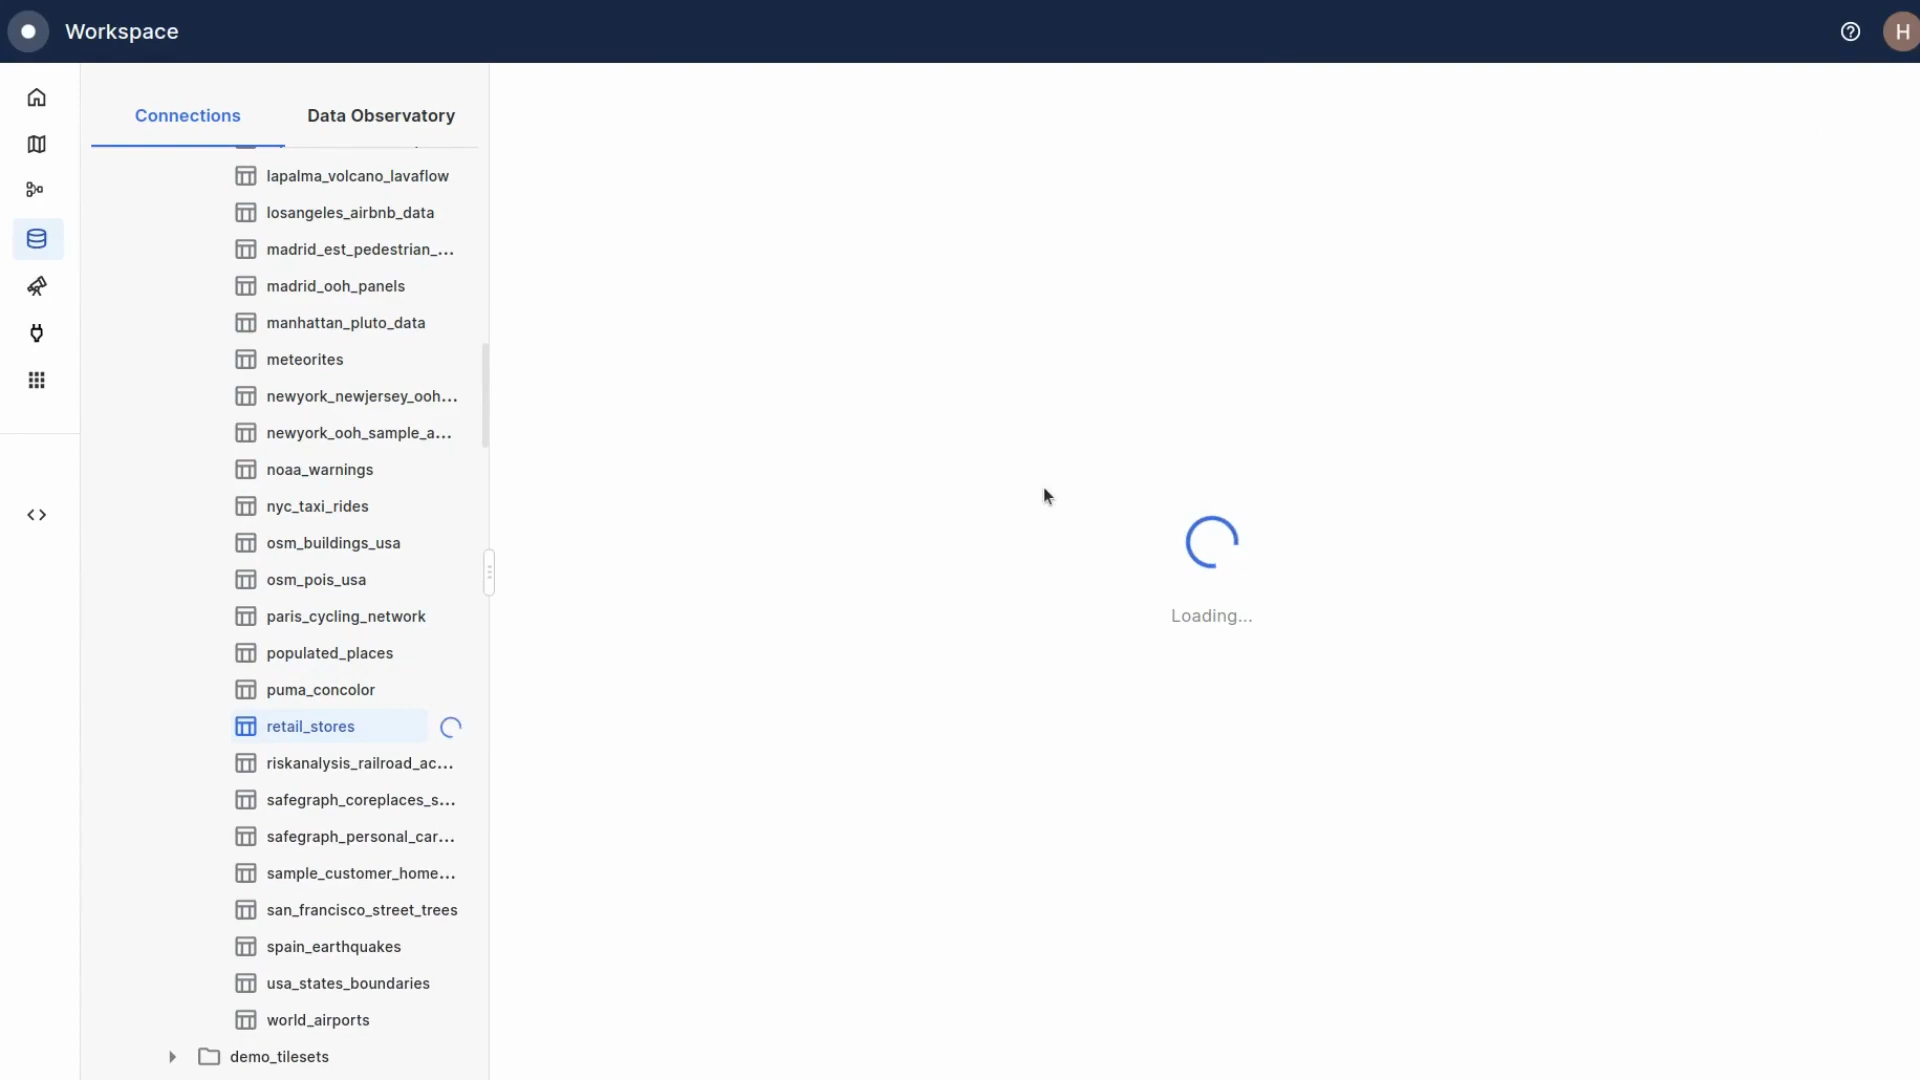 Workspace
H
Connections
Data Observatory
lapalma_volcano_lavaflow
losangeles_airbnb_data
madrid_est_pedestrian_...
madrid_ooh_panels
manhattan_pluto_data
meteorites
newyork_newjersey_ooh...
newyork_ooh_sample_a...
noaa_warnings
nyc_taxi_rides
osm_buildings_usa
osm_pois_usa
paris_cycling_network
populated_places
puma_concolor
retail_stores
riskanalysis_railroad_ac...
safegraph_coreplaces_s...
safegraph_personal_car...
sample_customer_home...
san_francisco_street_trees
spain_earthquakes
usa_states_boundaries
world_airports
demo_tilesets
Loading...